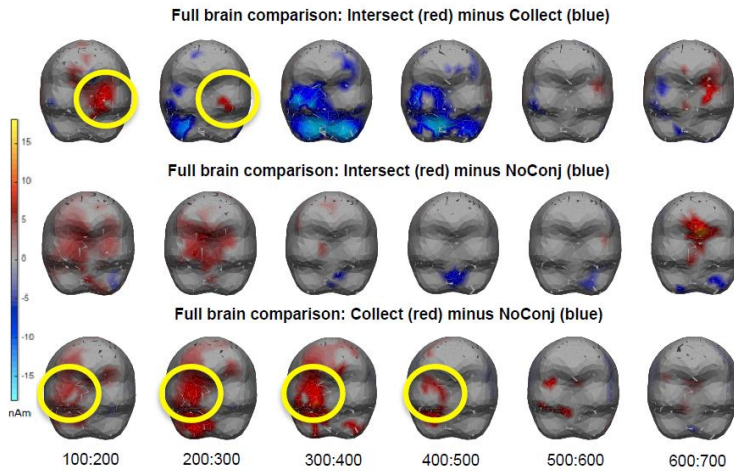 Full brain comparison: Intersect (red) minus Collect (blue)
15
10
5
0
-5
-10
-15
nAm
Full brain comparison: Intersect (red) minus NoConj (blue)
Full brain comparison: Collect (red) minus NoConj (blue)
100:200 200:300 300:400 400:500 500:600 600:700